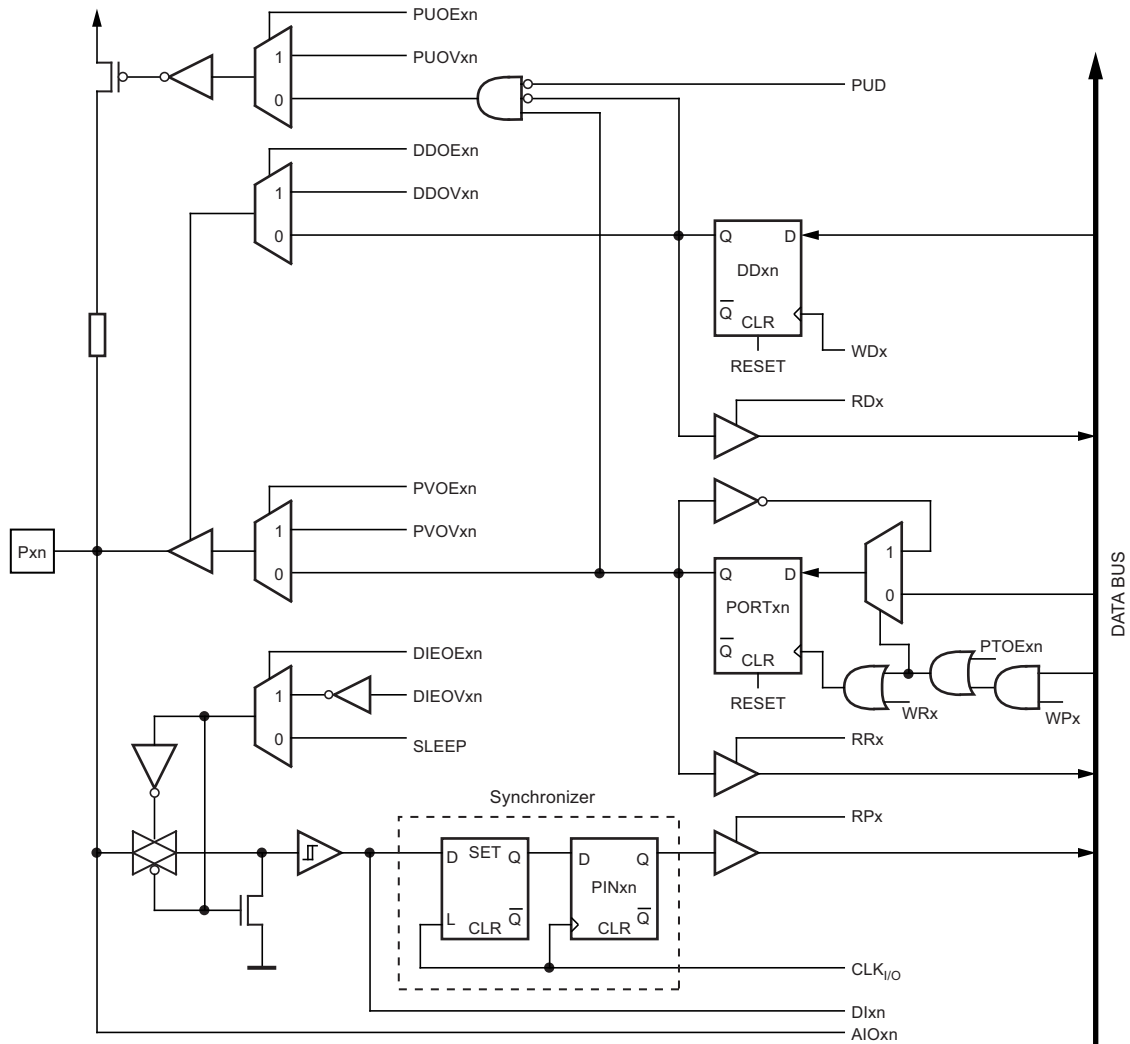 PUOExn
PUOVxn
1
0
PUD
DDOExn
DDOVxn
1
0
Q D
DDxn
Q
CLR
RESET
WDx
RDx
PVOExn
PVOVxn
1
0
Pxn
1
0
Q D
PORTxn
Q
CLR
RESET
PTOExn
WRx
WPx
DATA BUS
DIEOExn
DIEOVxn
1
0
SLEEP
RRx
Synchronizer
RPx
D SET Q
L CLR Q
D Q
PINxn
CLR Q
CLKI/O
DIxn
AIOxn